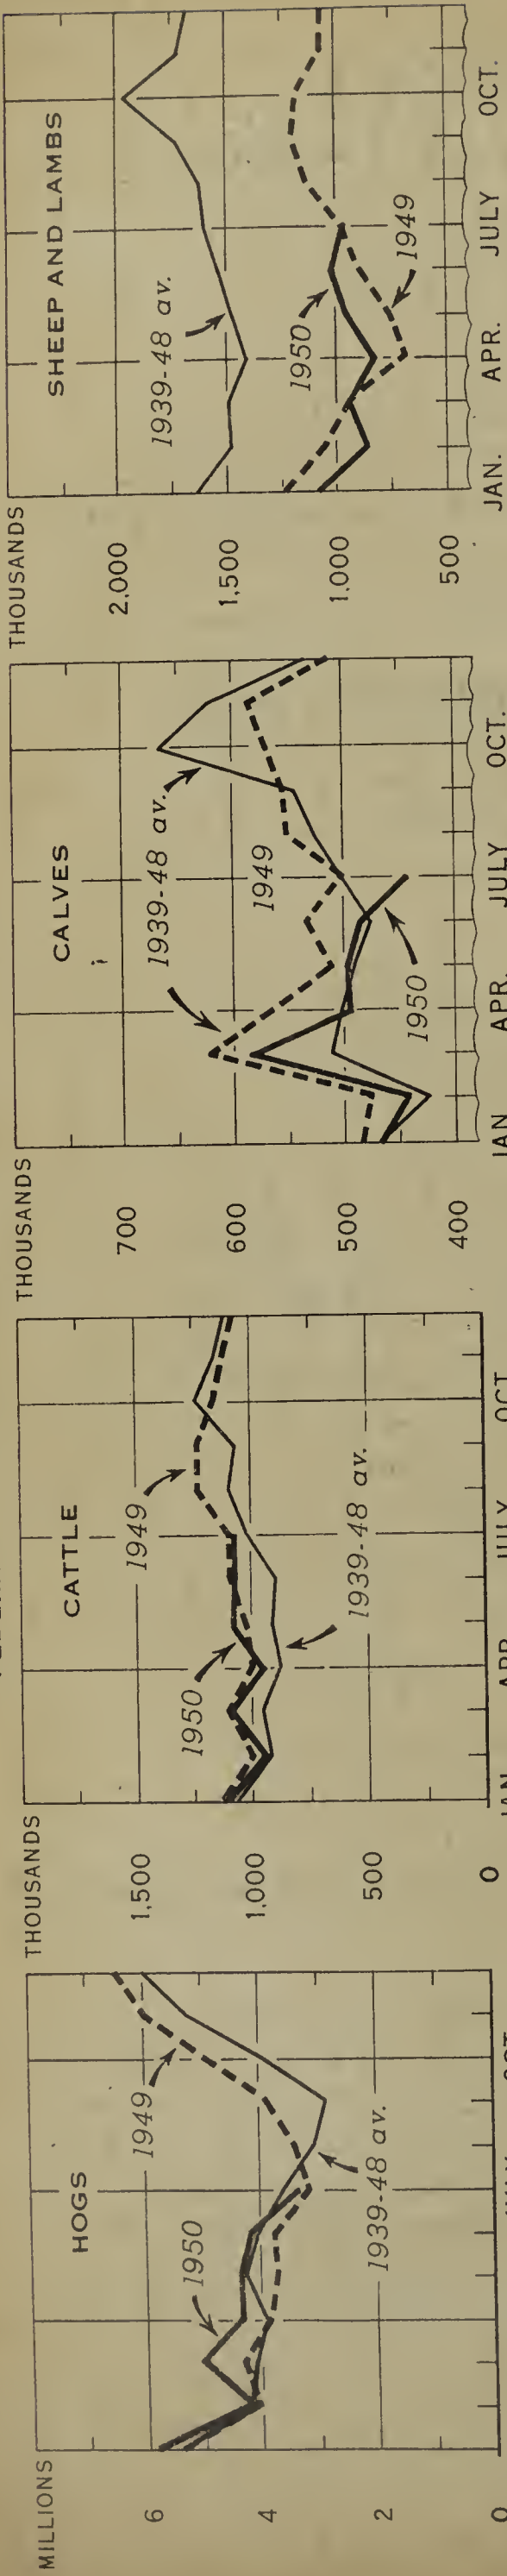 THOUSANDS
SHEEP AND LAMBS
2,000
1939-48 av.
1,500
1950
1949
1,000
500
JAN. APR. JULY OCT.
THOUSANDS
CALVES
700
1939-48 av.
600
1949
500
1950
400
JAN APR. JULY OCT.
THOUSANDS
CATTLE
1,500
1949
1950
1,000
1939-48 av.
500
0
MILLIONS
HOGS
6
1949
1950
4
1939-48 av.
2
0